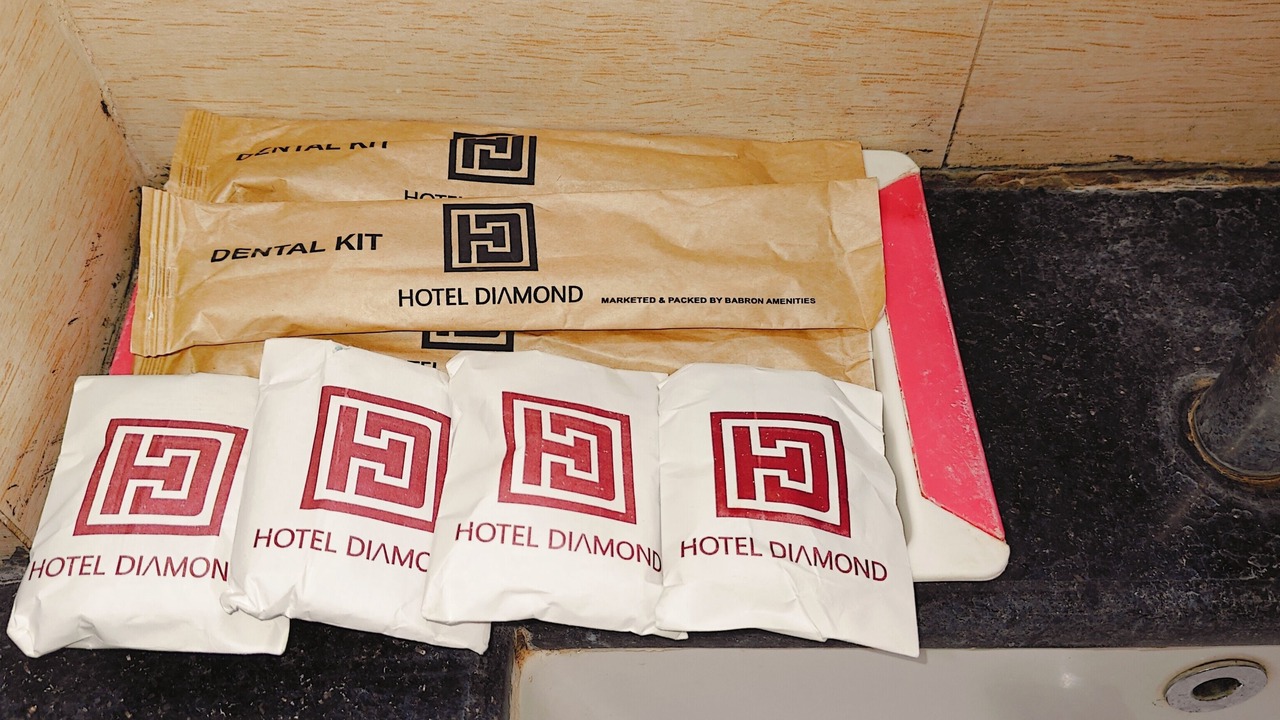 DENTAL KIT
HOTEL
DENTAL KIT
HOTEL DIAMOND
MARKETED & PACKED BY BABRON AMENITIES
HOTEL DIAMON
HOTEL DIAMO
HOTEL DIAMOND
HOTEL DIAMOND